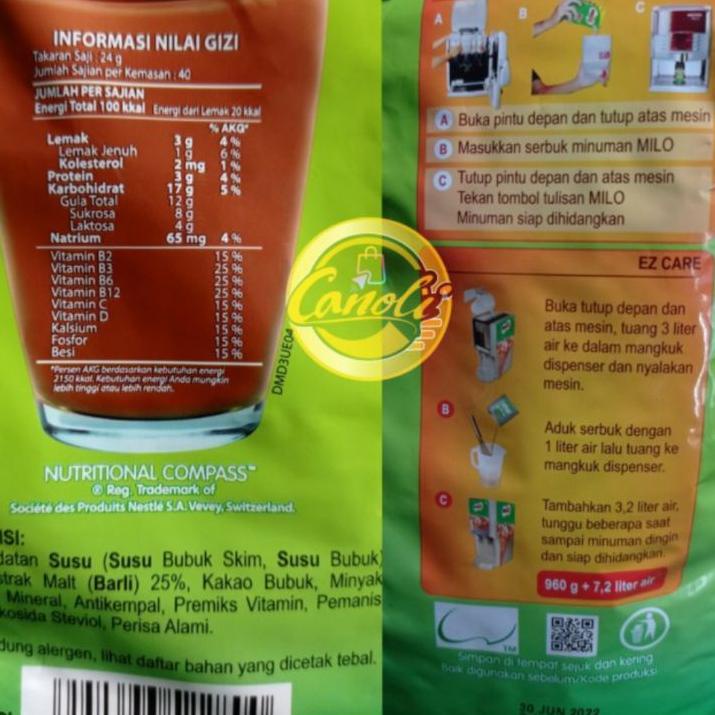 INFORMASI NILAI GIZI
Takaran Saji : 24 g
Jumlah Sajian per Kemasan : 40
JUMLAH PER SAJIAN
Energi Total 100 kkal Energi dari Lemak 20 kkal
% AKG*
Lemak 3 g 4 %
Lemak Jenuh 1 g 6 %
Kolesterol 2 mg 1 %
Protein 3 g 4 %
Karbohidrat 17 g 5 %
Gula Total 12 g
Sukrosa 8 g
Laktosa 4 g
Natrium 65 mg 4 %
Vitamin B2 15 %
Vitamin B3 25 %
Vitamin B6 25 %
Vitamin B12 25 %
Vitamin C 15 %
Vitamin D 15 %
Kalsium 15 %
Fosfor 15 %
Besi 15 %
*Persen AKG berdasarkan kebutuhan energi
2150 kkal. Kebutuhan energi Anda mungkin
lebih tinggi atau lebih rendah.
DMD3UE04
NUTRITIONAL COMPASS™
® Reg. Trademark of
Société des Produits Nestlé S.A. Vevey, Switzerland.
ISI:
datan Susu (Susu Bubuk Skim, Susu Bubuk)
strak Malt (Barli) 25%, Kakao Bubuk, Minyak
Mineral, Antikempal, Premiks Vitamin, Pemanis
kosida Steviol, Perisa Alami.
dung alergen, lihat daftar bahan yang dicetak tebal.
Canoli
A B C
A Buka pintu depan dan tutup atas mesin
B Masukkan serbuk minuman MILO
C Tutup pintu depan dan atas mesin
Tekan tombol tulisan MILO
Minuman siap dihidangkan
EZ CARE
Buka tutup depan dan
atas mesin, tuang 3 liter
air ke dalam mangkuk
dispenser dan nyalakan
mesin.
B
Aduk serbuk dengan
1 liter air lalu tuang ke
mangkuk dispenser.
C
Tambahkan 3,2 liter air,
tunggu beberapa saat
sampai minuman dingin
dan siap dihidangkan.
960 g + 7,2 liter air
TM
Simpan di tempat sejuk dan kering
Baik digunakan sebelum/Kode produksi
30 JUN 2022